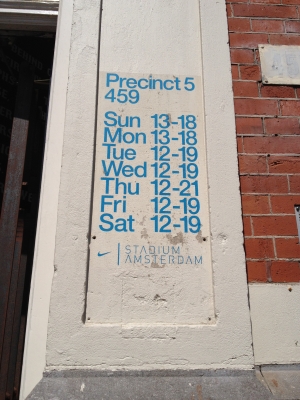 Precinct 5
459
Sun 13-18
Mon 13-18
Tue 12-19
Wed 12-19
Thu 12-21
Fri 12-19
Sat 12-19
STADIUM
AMSTERDAM